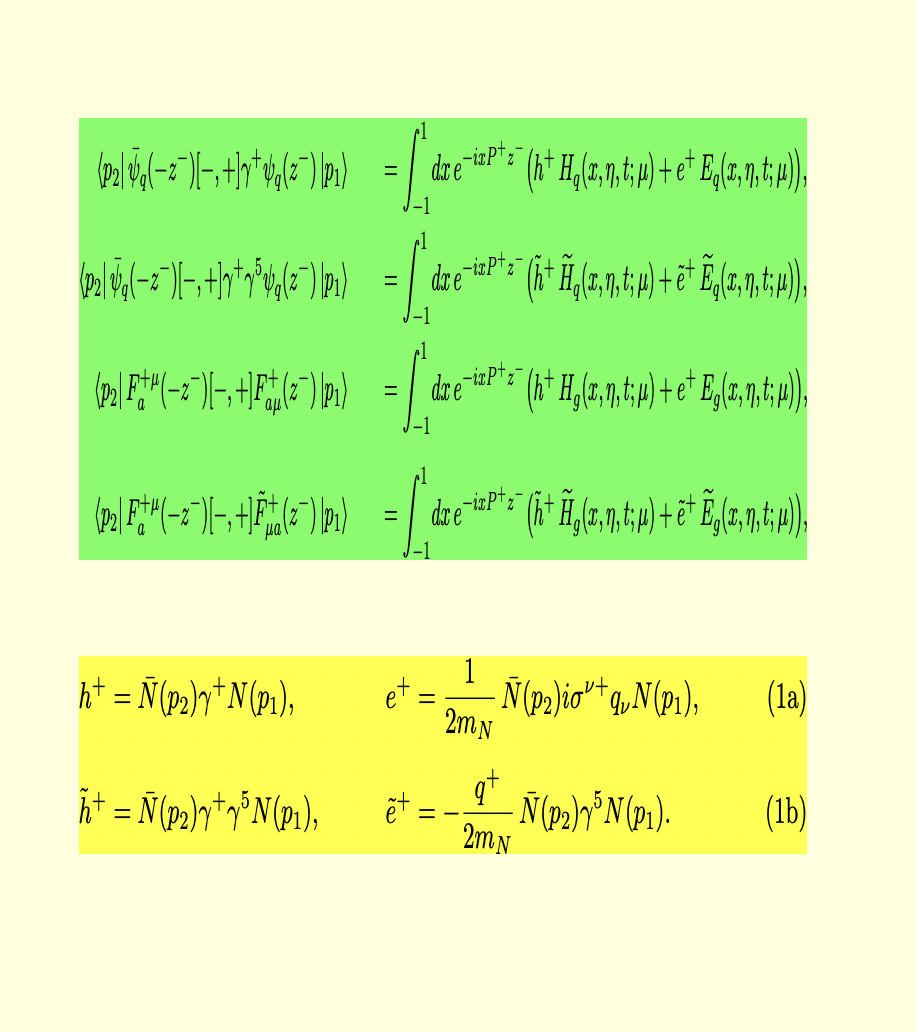 ⟨p₂| ψ̄_q(−z⁻)[−,+]γ⁺ψ_q(z⁻) |p₁⟩ = ∫_{−1}^{1} dx e^{−ixP⁺z⁻} (h⁺ H_q(x,η,t;μ) + e⁺ E_q(x,η,t;μ)),
⟨p₂| ψ̄_q(−z⁻)[−,+]γ⁺γ⁵ψ_q(z⁻) |p₁⟩ = ∫_{−1}^{1} dx e^{−ixP⁺z⁻} (h̃⁺ H̃_q(x,η,t;μ) + ẽ⁺ Ẽ_q(x,η,t;μ)),
⟨p₂| F_a^{+μ}(−z⁻)[−,+]F_{aμ}^{+}(z⁻) |p₁⟩ = ∫_{−1}^{1} dx e^{−ixP⁺z⁻} (h⁺ H_g(x,η,t;μ) + e⁺ E_g(x,η,t;μ)),
⟨p₂| F_a^{+μ}(−z⁻)[−,+]F̃_{μa}^{+}(z⁻) |p₁⟩ = ∫_{−1}^{1} dx e^{−ixP⁺z⁻} (h̃⁺ H̃_g(x,η,t;μ) + ẽ⁺ Ẽ_g(x,η,t;μ)),
h⁺ = N̄(p₂)γ⁺N(p₁), e⁺ = \frac{1}{2m_N} N̄(p₂)iσ^{ν+}q_νN(p₁), (1a)
h̃⁺ = N̄(p₂)γ⁺γ⁵N(p₁), ẽ⁺ = −\frac{q⁺}{2m_N} N̄(p₂)γ⁵N(p₁). (1b)